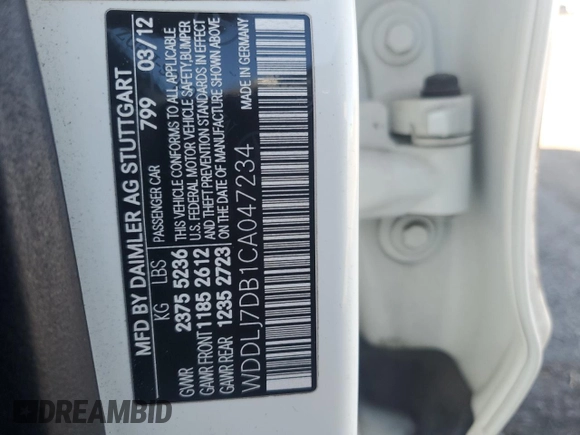 MFD BY DAIMLER AG STUTTGART
799 03/12
KG LBS PASSENGER CAR
GVWR 2375 5236 THIS VEHICLE CONFORMS TO ALL APPLICABLE
GAWR FRONT 1185 2612 U.S. FEDERAL MOTOR VEHICLE SAFETY, BUMPER
GAWR REAR 1235 2723 AND THEFT PREVENTION STANDARDS IN EFFECT
ON THE DATE OF MANUFACTURE SHOWN ABOVE
WDDLJ7DB1CA047234 MADE IN GERMANY
DREAMBID